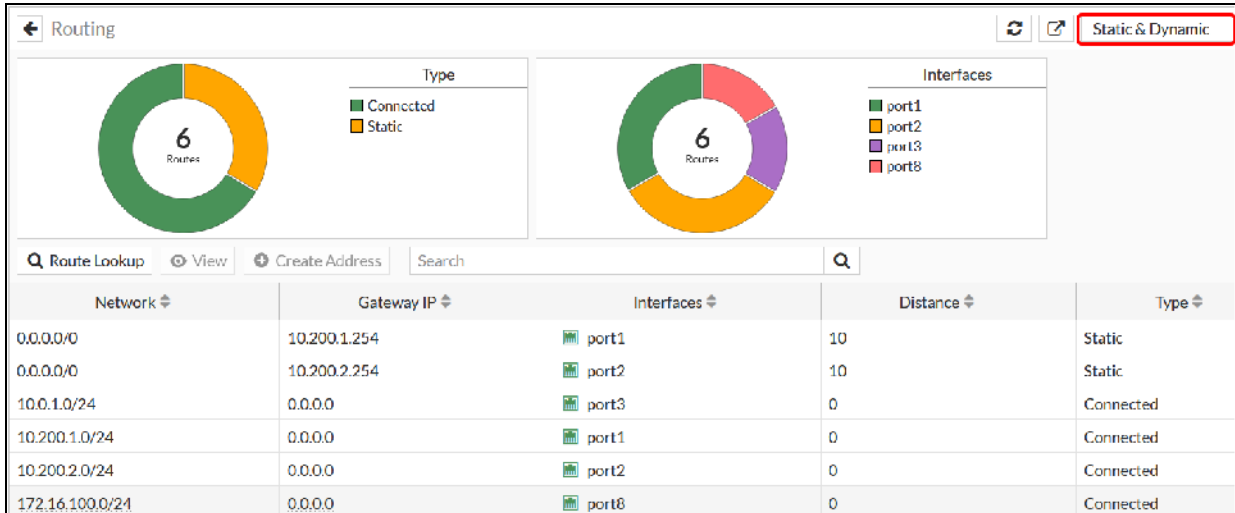 Routing
Static & Dynamic
Type
Connected
Static
6
Routes
Interfaces
port1
port2
port3
port8
6
Routes
Route Lookup View Create Address Search
Network Gateway IP Interfaces Distance Type
0.0.0.0/0 10.200.1.254 port1 10 Static
0.0.0.0/0 10.200.2.254 port2 10 Static
10.0.1.0/24 0.0.0.0 port3 0 Connected
10.200.1.0/24 0.0.0.0 port1 0 Connected
10.200.2.0/24 0.0.0.0 port2 0 Connected
172.16.100.0/24 0.0.0.0 port8 0 Connected